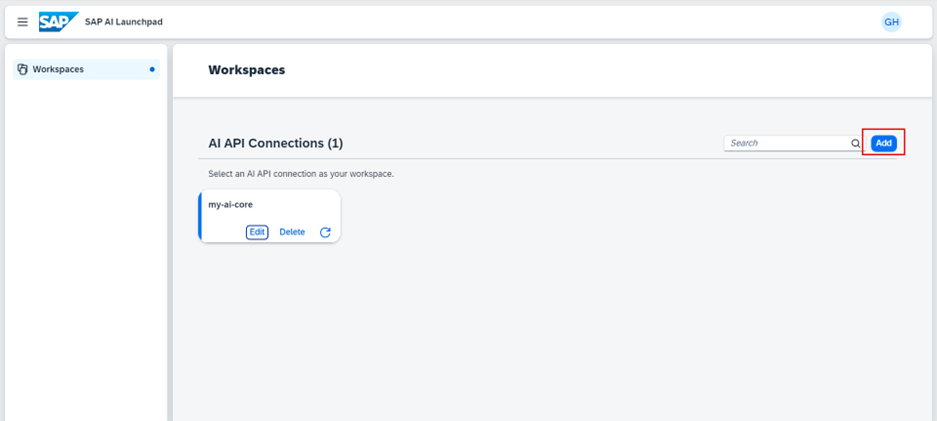 SAP SAP AI Launchpad GH
Workspaces
Workspaces
AI API Connections (1) Search Add
Select an AI API connection as your workspace.
my-ai-core
Edit Delete